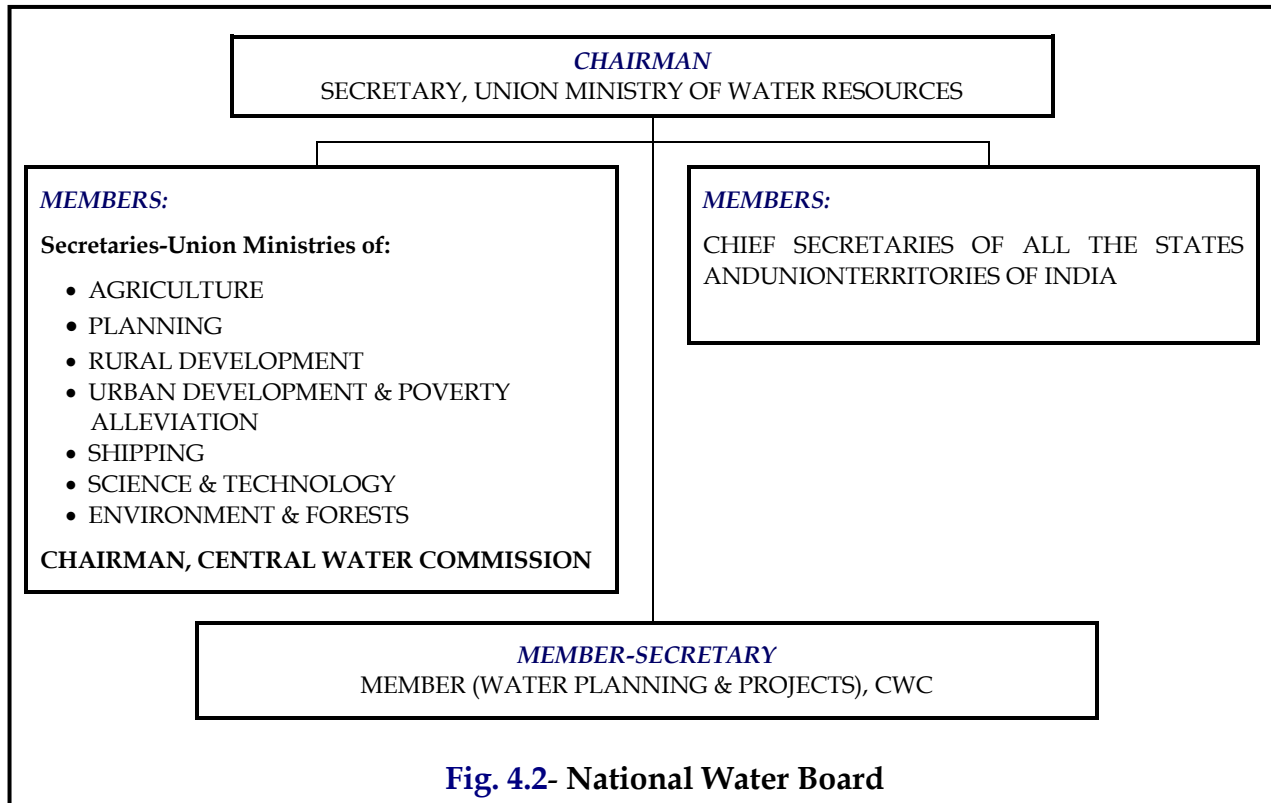 CHAIRMAN
SECRETARY, UNION MINISTRY OF WATER RESOURCES
MEMBERS:
Secretaries-Union Ministries of:
• AGRICULTURE
• PLANNING
• RURAL DEVELOPMENT
• URBAN DEVELOPMENT & POVERTY
ALLEVIATION
• SHIPPING
• SCIENCE & TECHNOLOGY
• ENVIRONMENT & FORESTS
CHAIRMAN, CENTRAL WATER COMMISSION
MEMBERS:
CHIEF SECRETARIES OF ALL THE STATES
ANDUNIONTERRITORIES OF INDIA
MEMBER-SECRETARY
MEMBER (WATER PLANNING & PROJECTS), CWC
Fig. 4.2- National Water Board